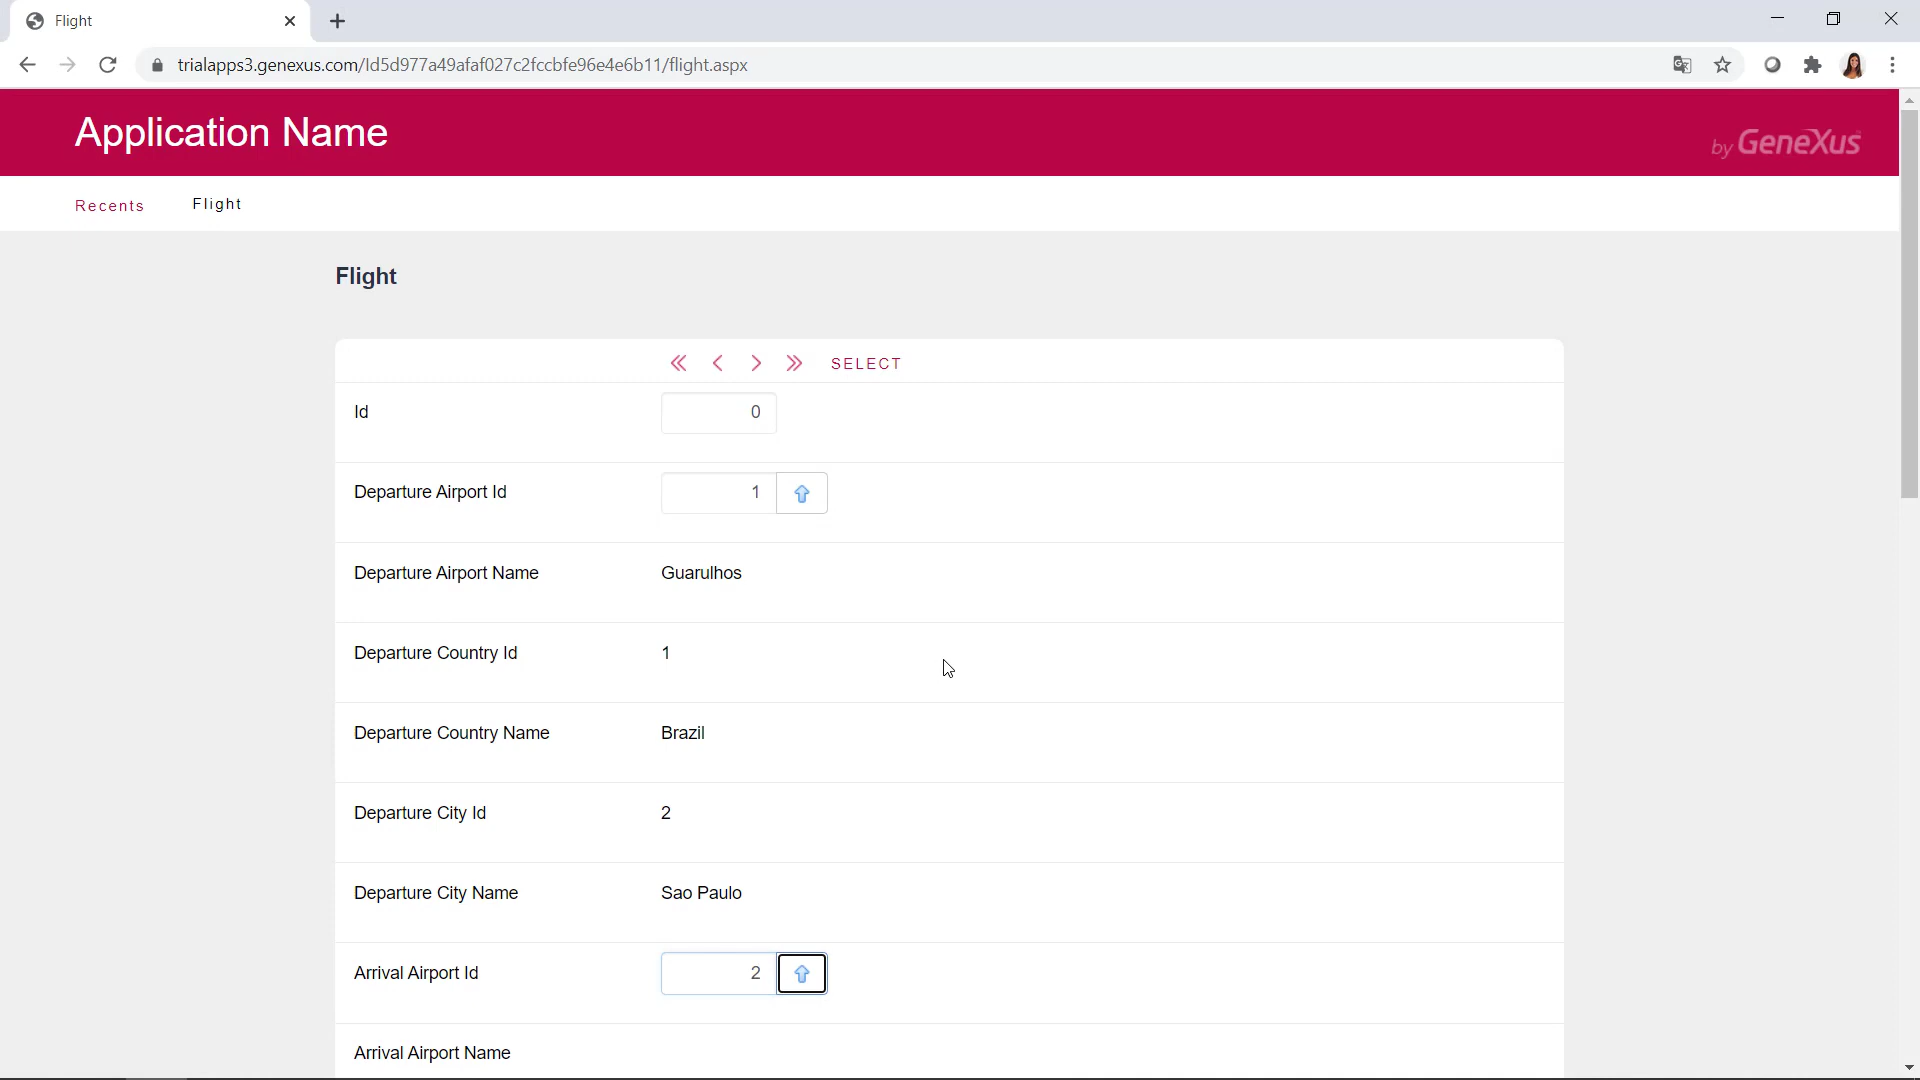 Flight
trialapps3.genexus.com/Id5d977a49afaf027c2fccbfe96e4e6b11/flight.aspx
Application Name
by GeneXus
Recents Flight
Flight
SELECT
Id 0
Departure Airport Id 1
Departure Airport Name Guarulhos
Departure Country Id 1
Departure Country Name Brazil
Departure City Id 2
Departure City Name Sao Paulo
Arrival Airport Id 2
Arrival Airport Name